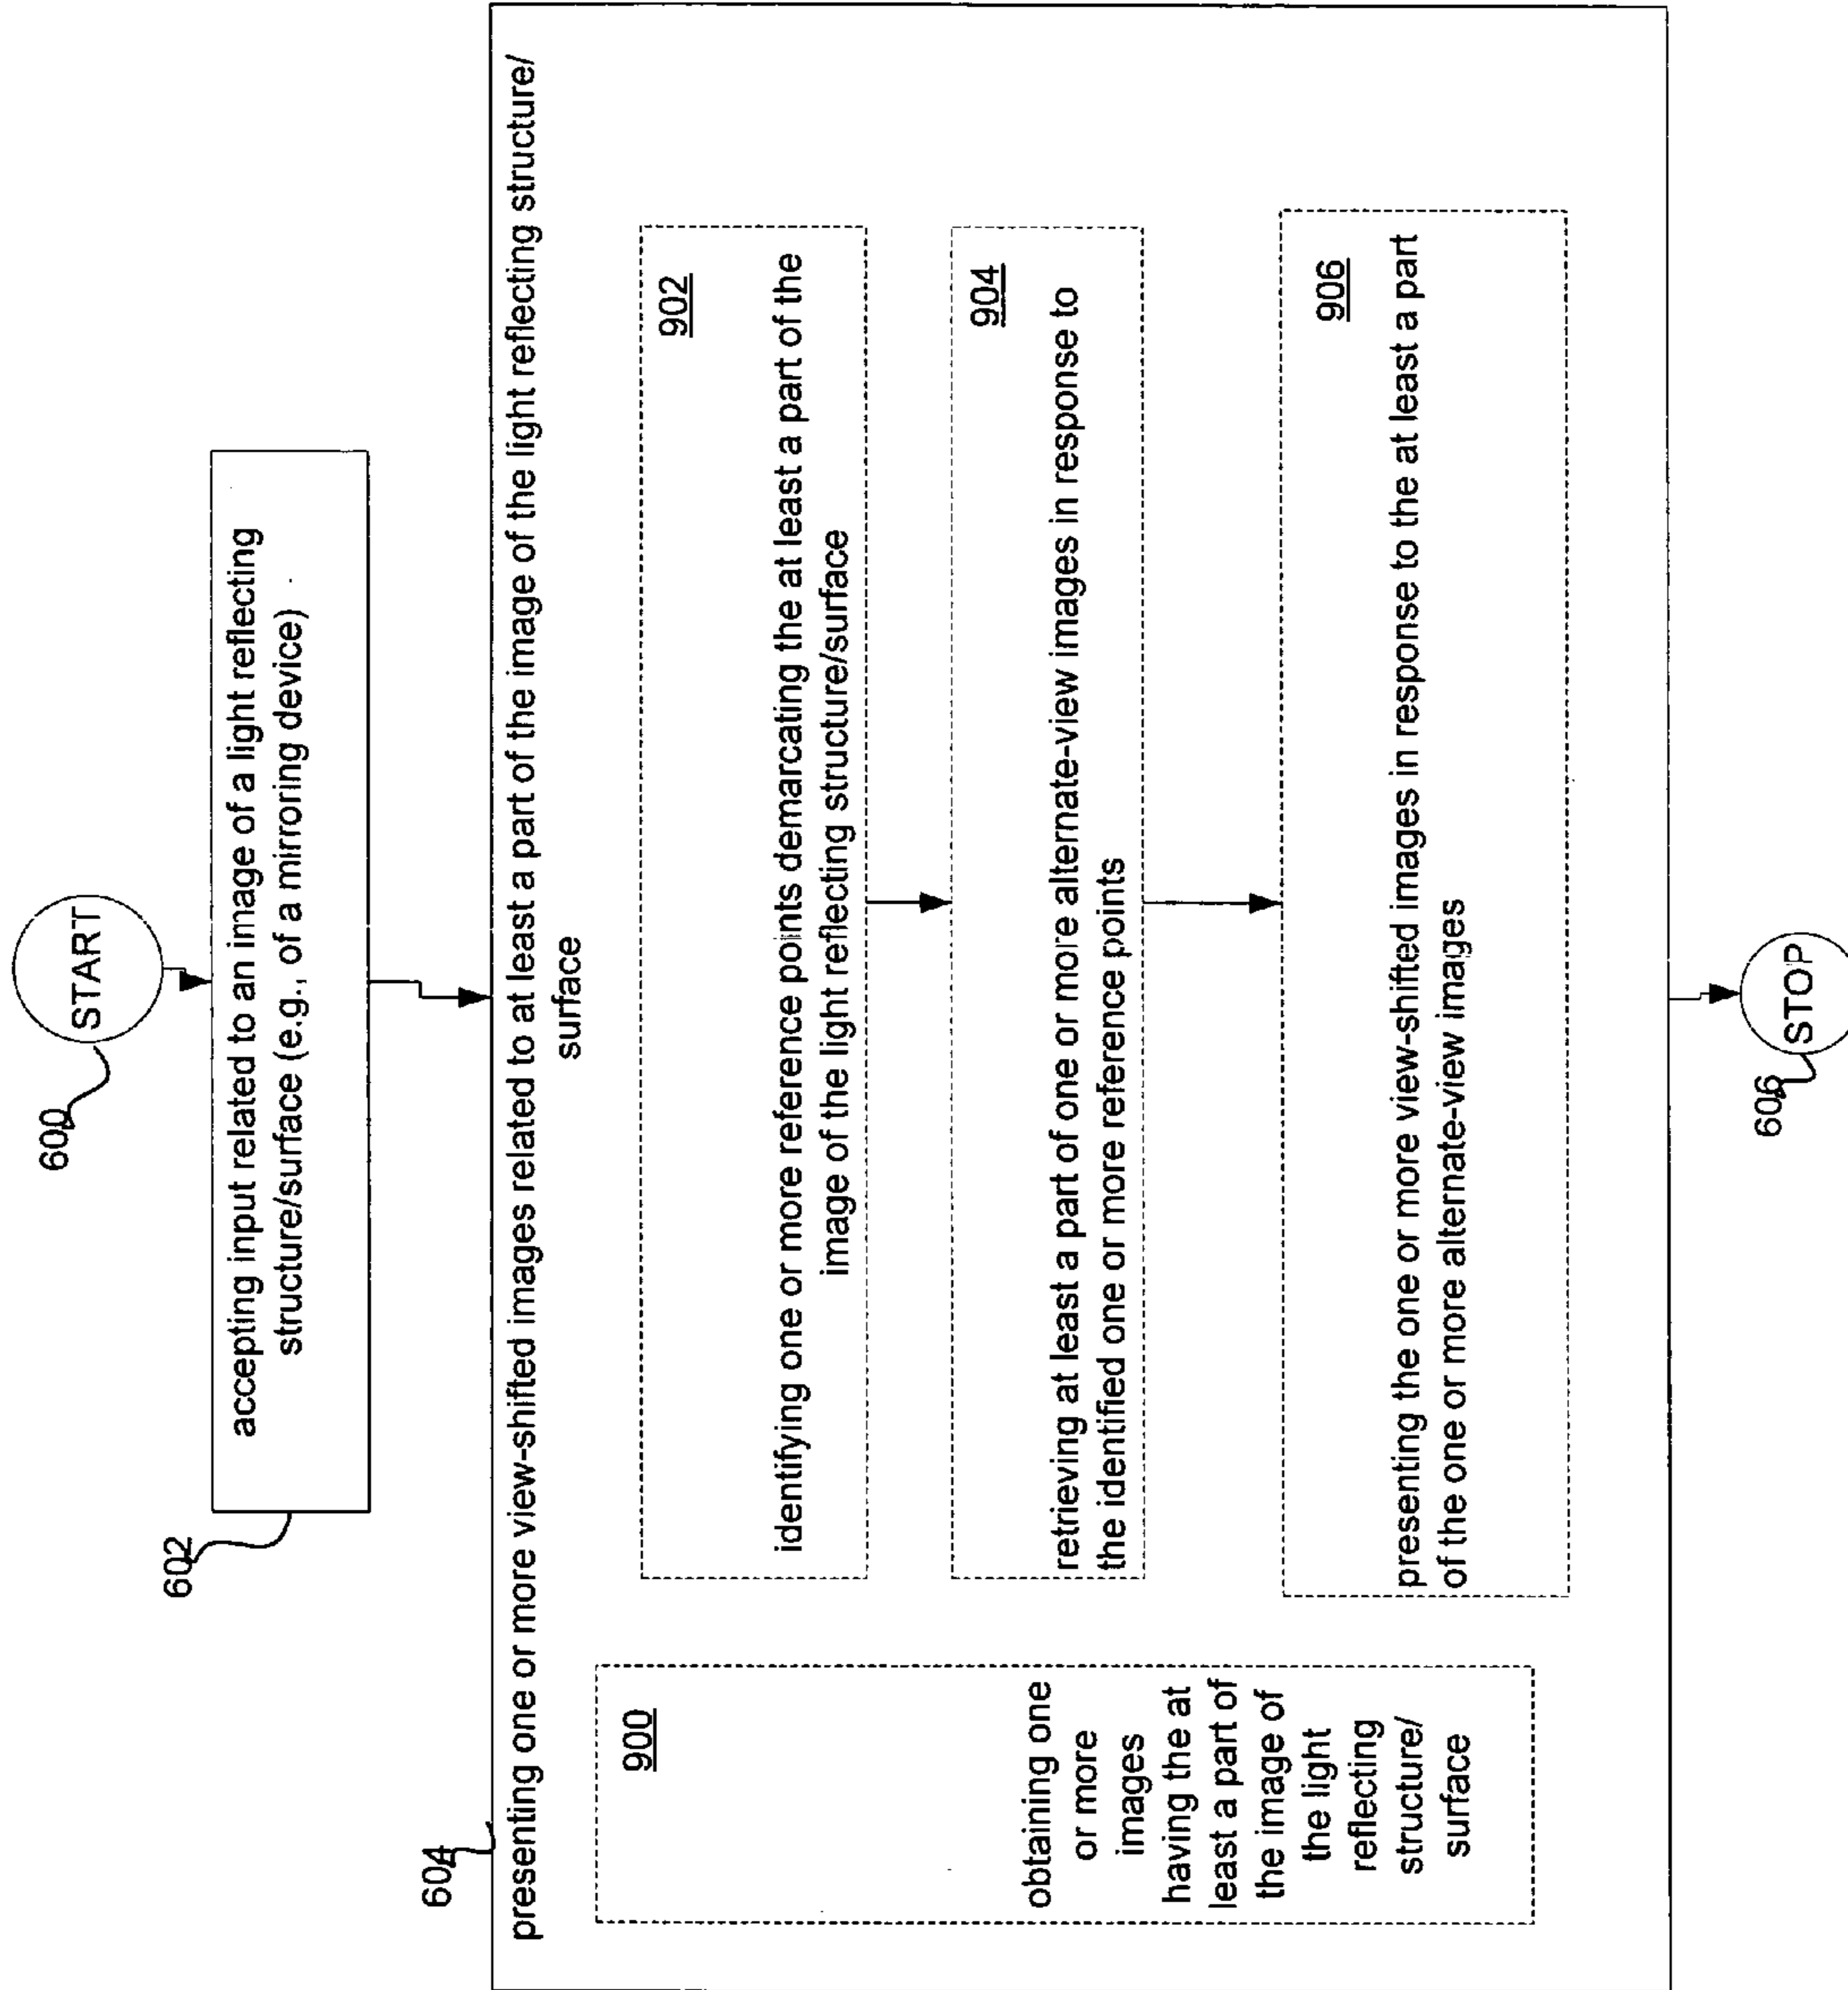 600
START
602
accepting input related to an image of a light reflecting
structure/surface (e.g., of a mirroring device)
604
presenting one or more view-shifted images related to at least a part of the image of the light reflecting structure/
surface
900
obtaining one
or more
images
having the at
least a part of
the image of
the light
reflecting
structure/
surface
902
identifying one or more reference points demarcating the at least a part of the
image of the light reflecting structure/surface
904
retrieving at least a part of one or more alternate-view images in response to
the identified one or more reference points
906
presenting the one or more view-shifted images in response to the at least a part
of the one or more alternate-view images
606
STOP